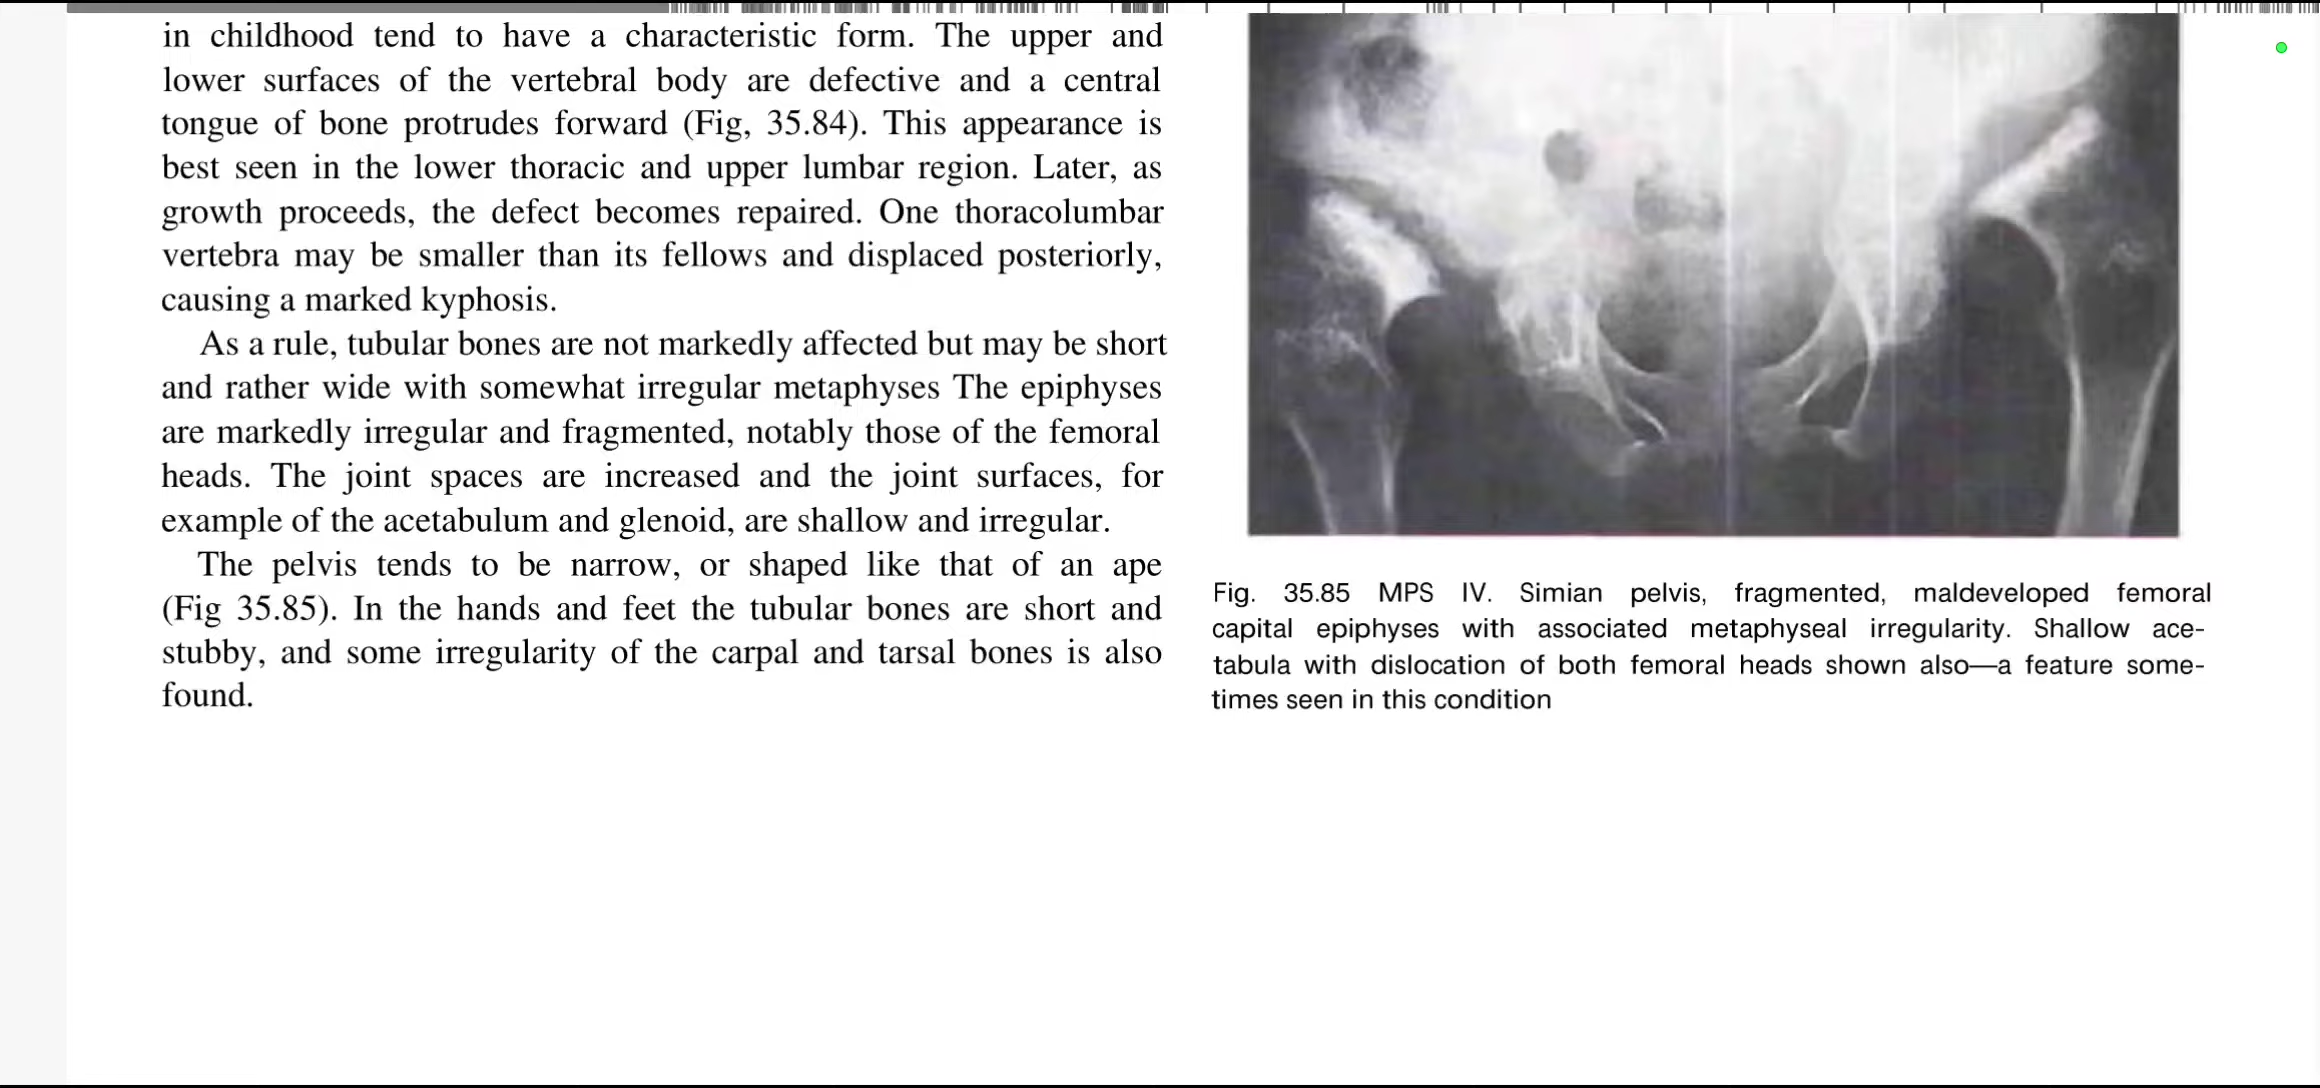 in childhood tend to have a characteristic form. The upper and
lower surfaces of the vertebral body are defective and a central
tongue of bone protrudes forward (Fig, 35.84). This appearance is
best seen in the lower thoracic and upper lumbar region. Later, as
growth proceeds, the defect becomes repaired. One thoracolumbar
vertebra may be smaller than its fellows and displaced posteriorly,
causing a marked kyphosis.
As a rule, tubular bones are not markedly affected but may be short
and rather wide with somewhat irregular metaphyses The epiphyses
are markedly irregular and fragmented, notably those of the femoral
heads. The joint spaces are increased and the joint surfaces, for
example of the acetabulum and glenoid, are shallow and irregular.
The pelvis tends to be narrow, or shaped like that of an ape
(Fig 35.85). In the hands and feet the tubular bones are short and
stubby, and some irregularity of the carpal and tarsal bones is also
found.
Fig. 35.85 MPS IV. Simian pelvis, fragmented, maldeveloped femoral
capital epiphyses with associated metaphyseal irregularity. Shallow ace-
tabula with dislocation of both femoral heads shown also—a feature some-
times seen in this condition